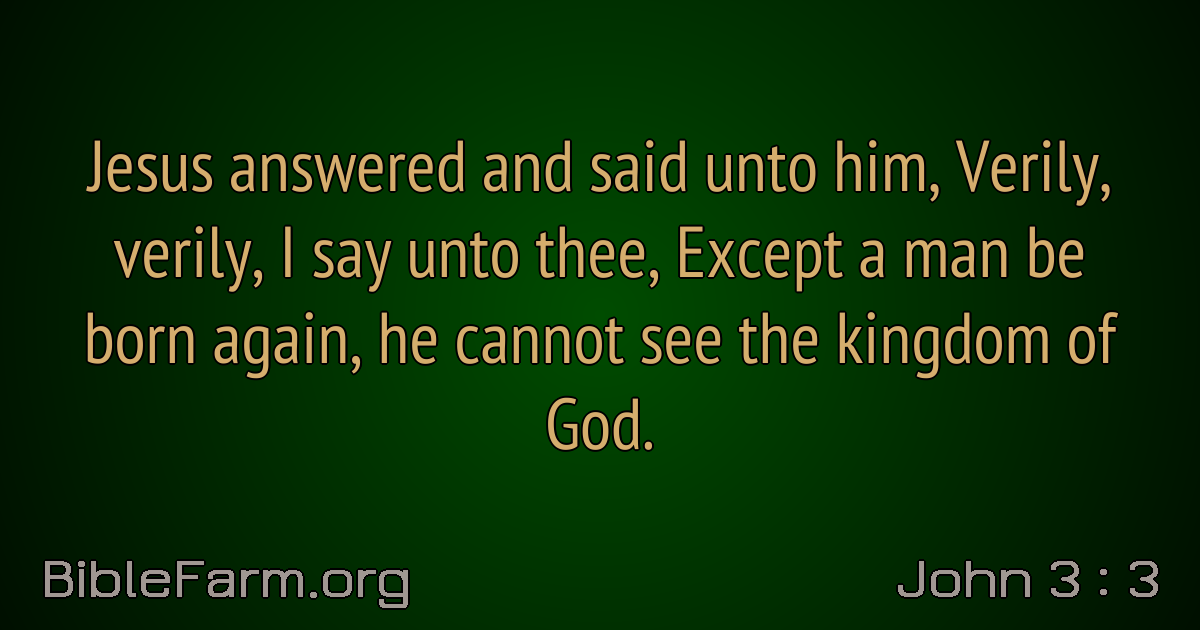 Jesus answered and said unto him, Verily,
verily, I say unto thee, Except a man be
born again, he cannot see the kingdom of
God.
BibleFarm.org
John 3 : 3